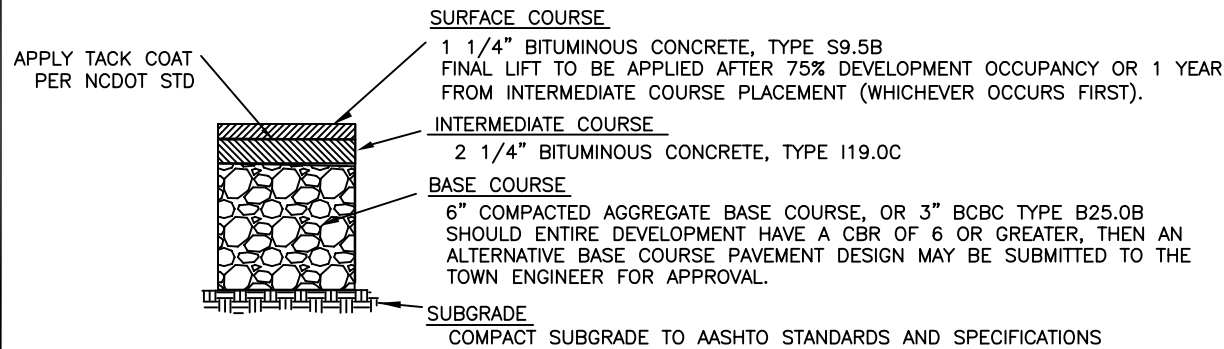 SURFACE COURSE
APPLY TACK COAT
PER NCDOT STD
1 1/4" BITUMINOUS CONCRETE, TYPE S9.5B
FINAL LIFT TO BE APPLIED AFTER 75% DEVELOPMENT OCCUPANCY OR 1 YEAR
FROM INTERMEDIATE COURSE PLACEMENT (WHICHEVER OCCURS FIRST).
INTERMEDIATE COURSE
2 1/4" BITUMINOUS CONCRETE, TYPE I19.0C
BASE COURSE
6" COMPACTED AGGREGATE BASE COURSE, OR 3" BCBC TYPE B25.0B
SHOULD ENTIRE DEVELOPMENT HAVE A CBR OF 6 OR GREATER, THEN AN
ALTERNATIVE BASE COURSE PAVEMENT DESIGN MAY BE SUBMITTED TO THE
TOWN ENGINEER FOR APPROVAL.
SUBGRADE
COMPACT SUBGRADE TO AASHTO STANDARDS AND SPECIFICATIONS